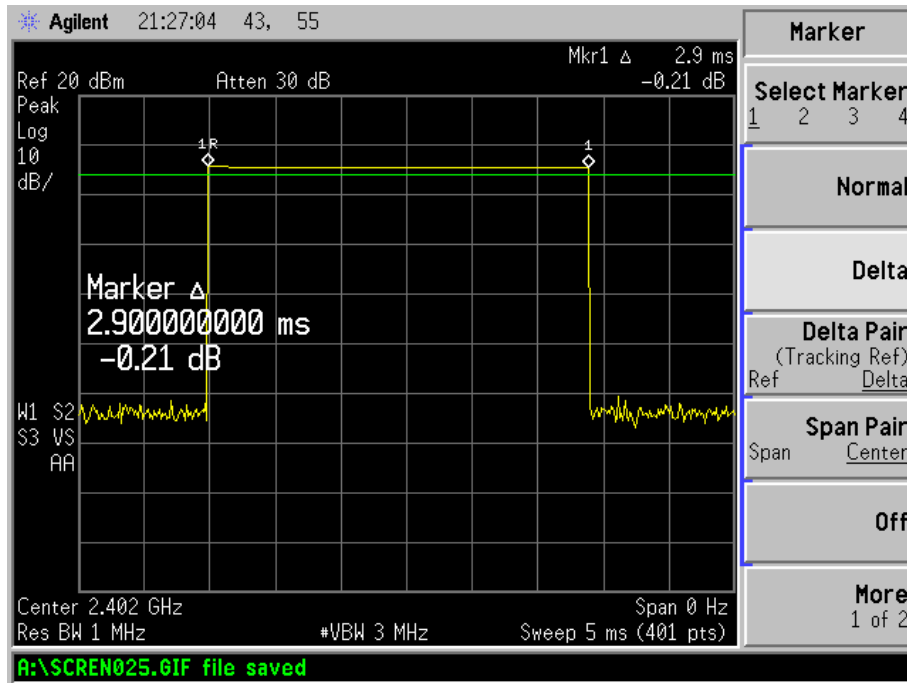 Agilent 21:27:04 43, 55
Mkr1 Δ 2.9 ms
Ref 20 dBm Atten 30 dB -0.21 dB
Peak
Log
10
dB/
1R
1
Marker Δ
2.900000000 ms
-0.21 dB
W1 S2
S3 VS
AA
Center 2.402 GHz Span 0 Hz
Res BW 1 MHz #VBW 3 MHz Sweep 5 ms (401 pts)
A:\SCREN025.GIF file saved
Marker
Select Marker
1 2 3 4
Normal
Delta
Delta Pair
(Tracking Ref)
Ref Delta
Span Pair
Span Center
Off
More
1 of 2